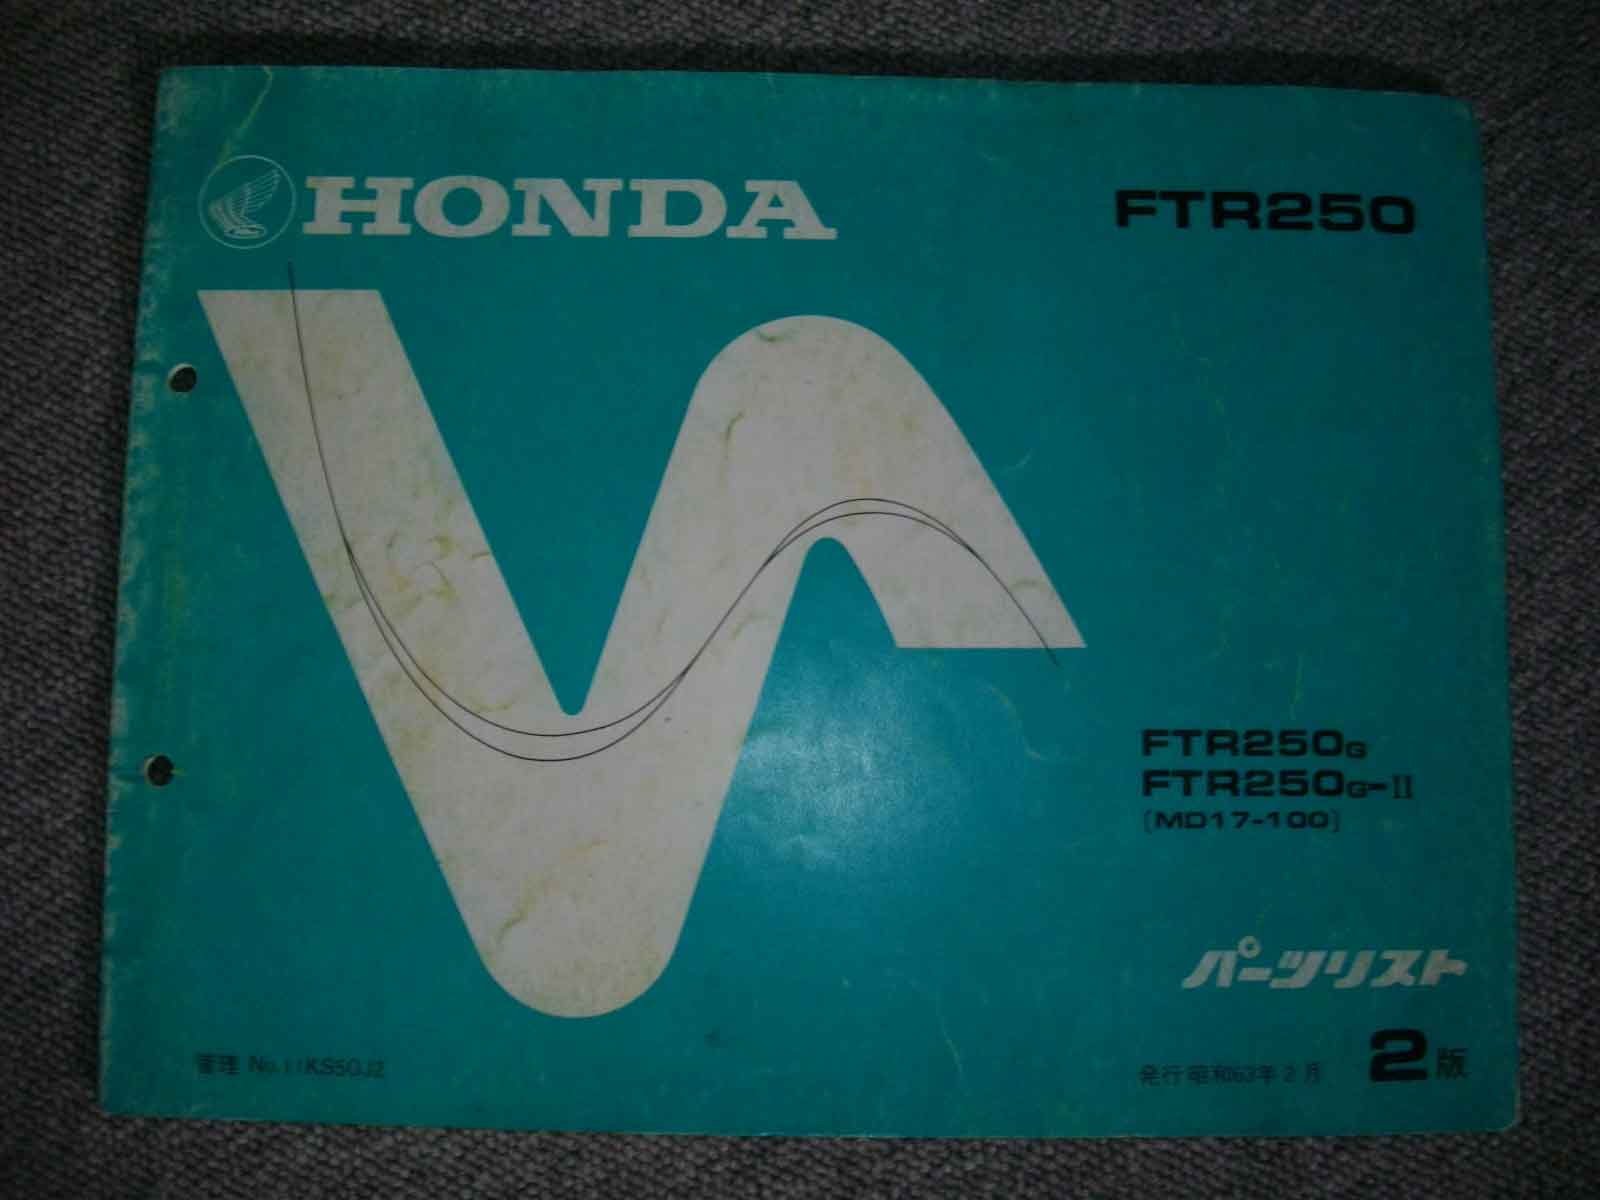 HONDA
FTR250
FTR250G
FTR250G-II
(MD17-100)
パーツリスト
管理 No.11KS50J2
発行 昭和63年2月 2版